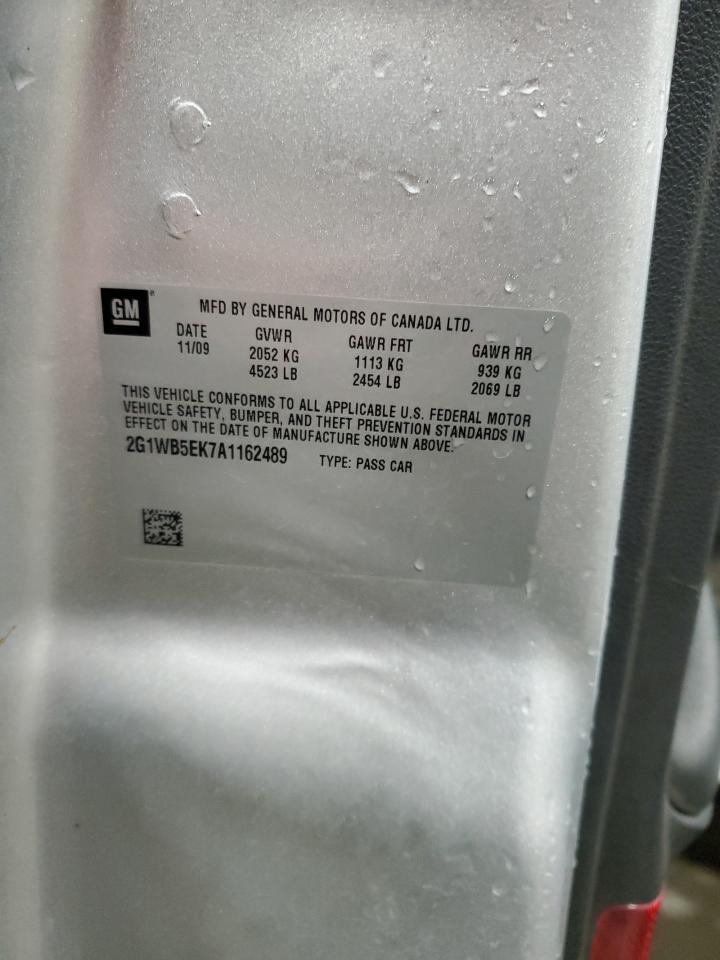 GM
MFD BY GENERAL MOTORS OF CANADA LTD.
DATE GVWR GAWR FRT GAWR RR
11/09 2052 KG 1113 KG 939 KG
4523 LB 2454 LB 2069 LB
THIS VEHICLE CONFORMS TO ALL APPLICABLE U.S. FEDERAL MOTOR
VEHICLE SAFETY, BUMPER, AND THEFT PREVENTION STANDARDS IN
EFFECT ON THE DATE OF MANUFACTURE SHOWN ABOVE.
2G1WB5EK7A1162489 TYPE: PASS CAR